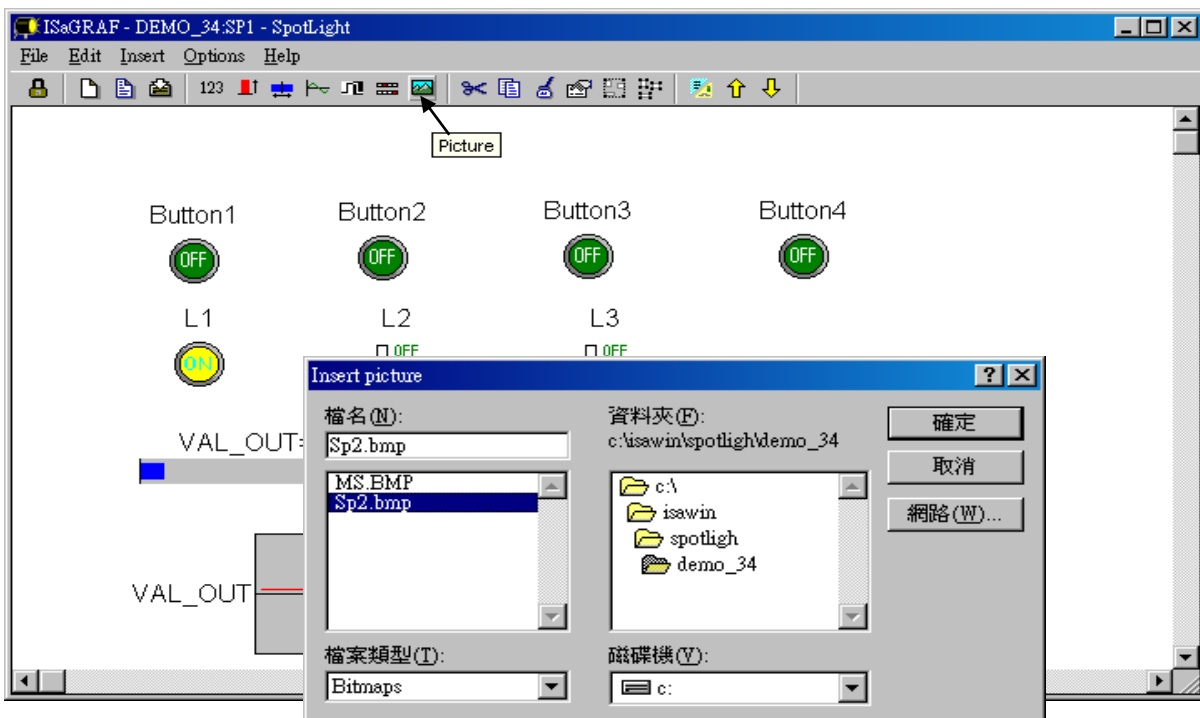 ISaGRAF - DEMO_34:SP1 - SpotLight
File Edit Insert Options Help
123
Picture
Button1 Button2 Button3 Button4
OFF OFF OFF OFF
L1 L2 L3
ON OFF OFF
Insert picture
檔名(N): 資料夾(F):
Sp2.bmp c:\isawin\spotligh\demo_34 確定
取消
網路(W)...
MS.BMP
Sp2.bmp
c:\
isawin
spotligh
demo_34
VAL_OUT=
VAL_OUT
檔案類型(T): 磁碟機(V):
Bitmaps c: